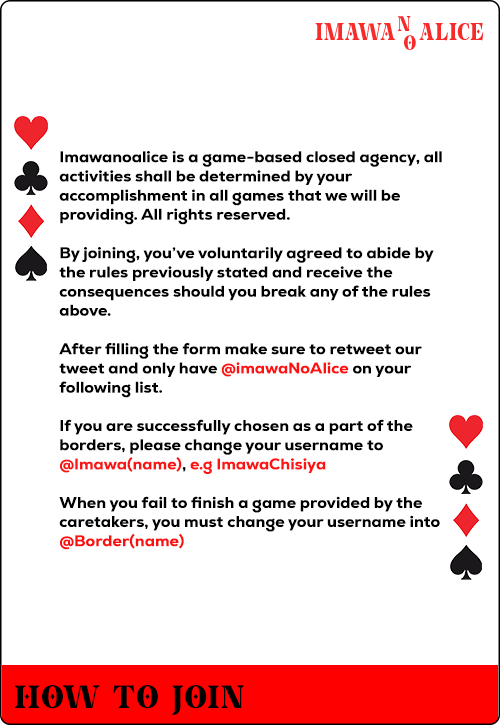 IMAWA NO ALICE
Imawanoalice is a game-based closed agency, all
activities shall be determined by your
accomplishment in all games that we will be
providing. All rights reserved.
By joining, you’ve voluntarily agreed to abide by
the rules previously stated and receive the
consequences should you break any of the rules
above.
After filling the form make sure to retweet our
tweet and only have @imawaNoAlice on your
following list.
If you are successfully chosen as a part of the
borders, please change your username to
@Imawa(name), e.g ImawaChisiya
When you fail to finish a game provided by the
caretakers, you must change your username into
@Border(name)
HOW TO JOIN